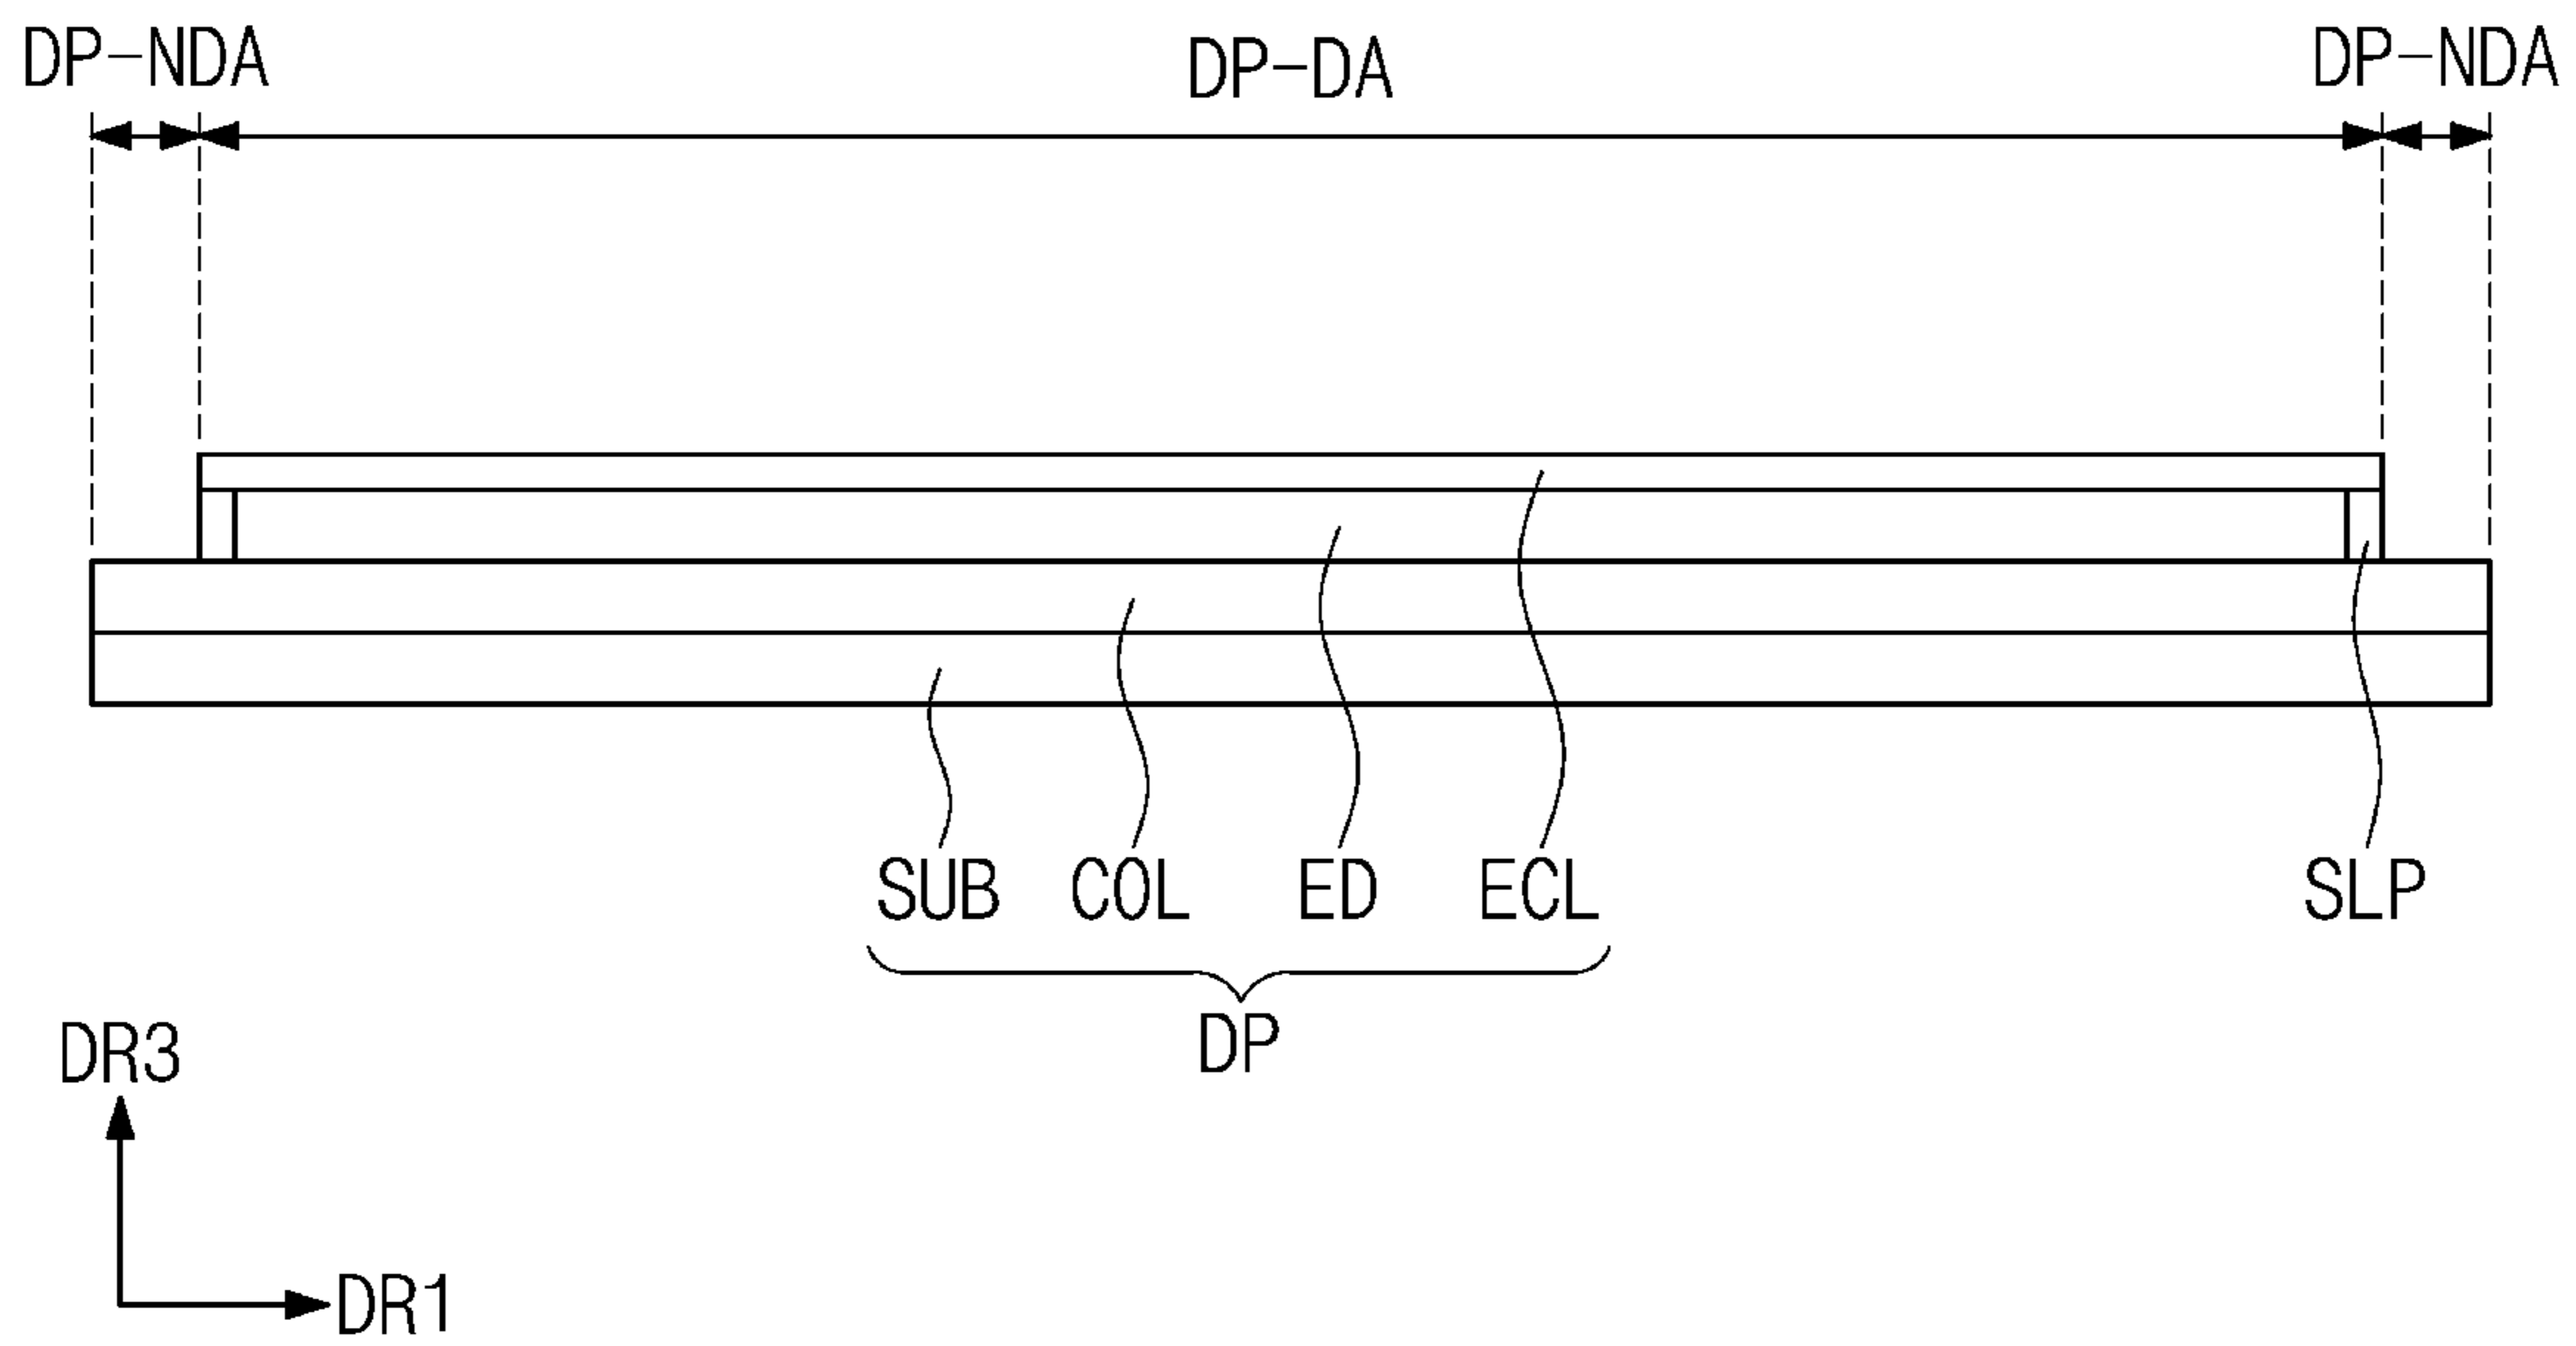 DP-NDA DP-DA DP-NDA
SUB COL ED ECL SLP
DP
DR3
DR1